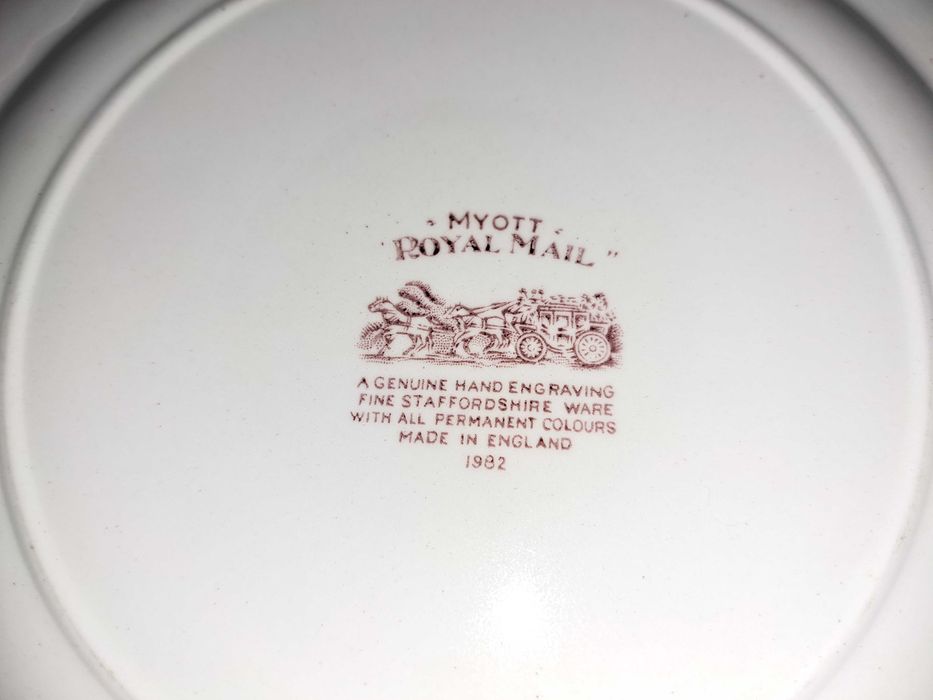 MYOTT
"ROYAL MAIL"
A GENUINE HAND ENGRAVING
FINE STAFFORDSHIRE WARE
WITH ALL PERMANENT COLOURS
MADE IN ENGLAND
1982